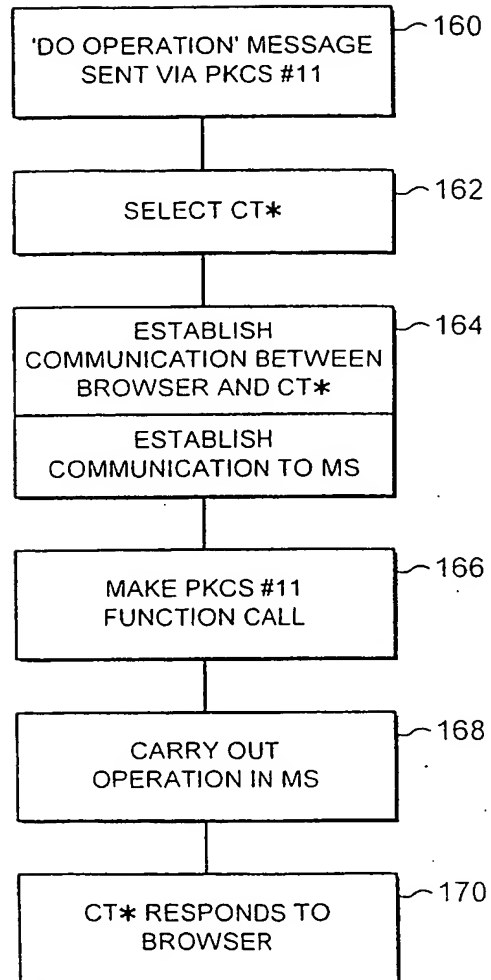 'DO OPERATION' MESSAGE
SENT VIA PKCS #11
160
SELECT CT*
162
ESTABLISH
COMMUNICATION BETWEEN
BROWSER AND CT*
164
ESTABLISH
COMMUNICATION TO MS
MAKE PKCS #11
FUNCTION CALL
166
CARRY OUT
OPERATION IN MS
168
CT* RESPONDS TO
BROWSER
170